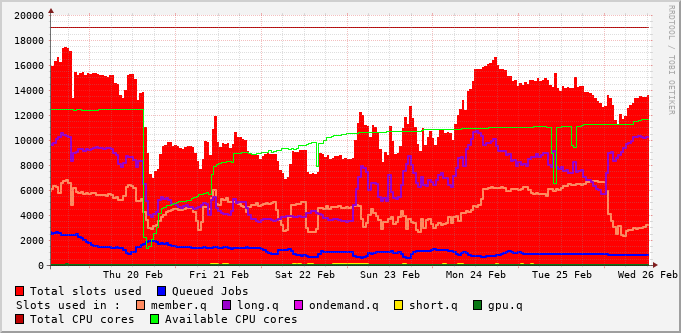 RRDTOOL / TOBI OETIKER
20000
18000
16000
14000
12000
10000
8000
6000
4000
2000
0
Thu 20 Feb Fri 21 Feb Sat 22 Feb Sun 23 Feb Mon 24 Feb Tue 25 Feb Wed 26 Feb
Total slots used Queued Jobs
Slots used in : member.q long.q ondemand.q short.q gpu.q
Total CPU cores Available CPU cores